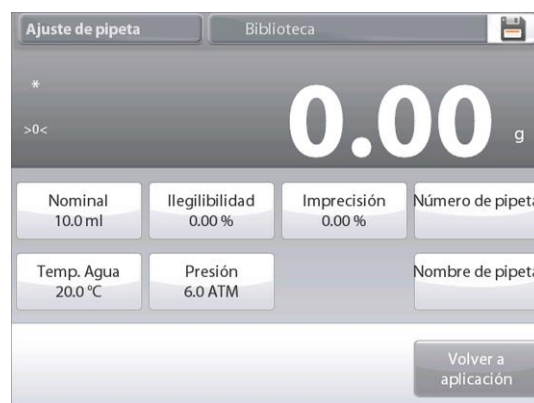 Ajuste de pipeta
Biblioteca
*
>0<
0.00 g
Nominal
10.0 ml
Ilegilibilidad
0.00 %
Imprecisión
0.00 %
Número de pipeta
Temp. Agua
20.0 °C
Presión
6.0 ATM
Nombre de pipeta
Volver a
aplicación